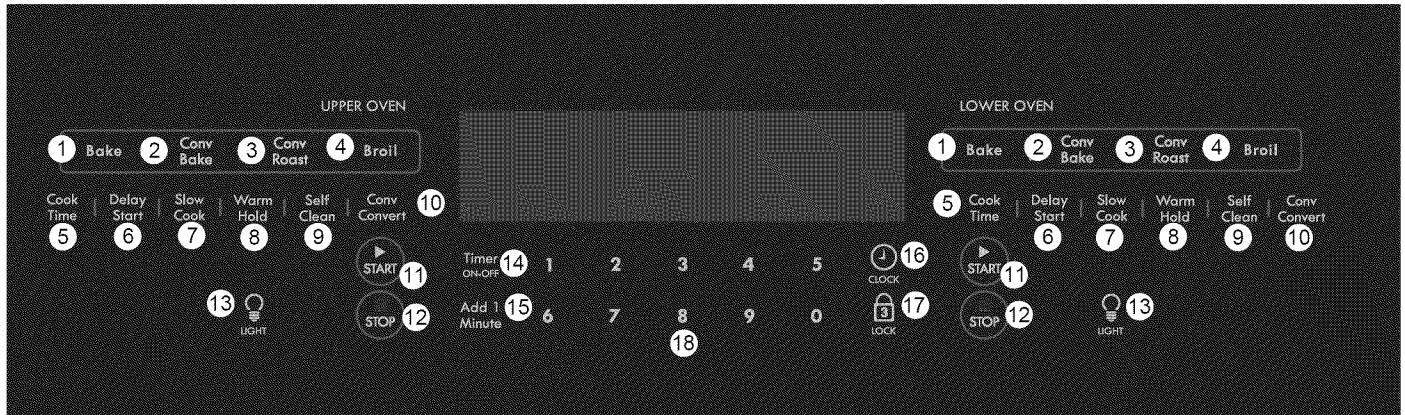 UPPER OVEN
LOWER OVEN
1 Bake 2 Conv Bake 3 Conv Roast 4 Broil
1 Bake 2 Conv Bake 3 Conv Roast 4 Broil
Cook Time 5 | Delay Start 6 | Slow Cook 7 | Warm Hold 8 | Self Clean 9 | Conv Convert 10
5 Cook Time | Delay Start 6 | Slow Cook 7 | Warm Hold 8 | Self Clean 9 | Conv Convert 10
START 11
13 LIGHT
STOP 12
Timer ON•OFF 14
1 2 3 4 5
16 CLOCK
Add 1 Minute 15
6 7 8 9 0
18
3 LOCK 17
START 11
STOP 12
LIGHT 13